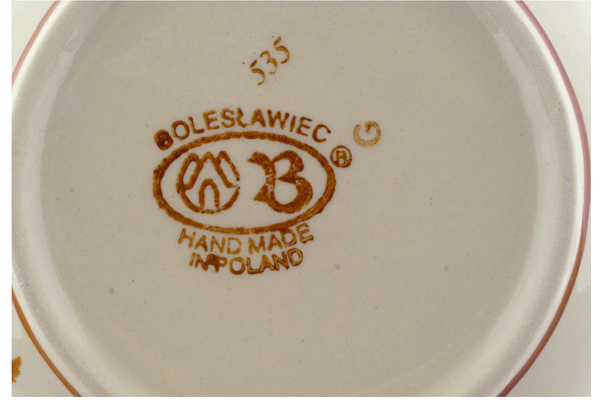 535
BOLESŁAWIEC
G
®
B
HAND MADE
IN POLAND